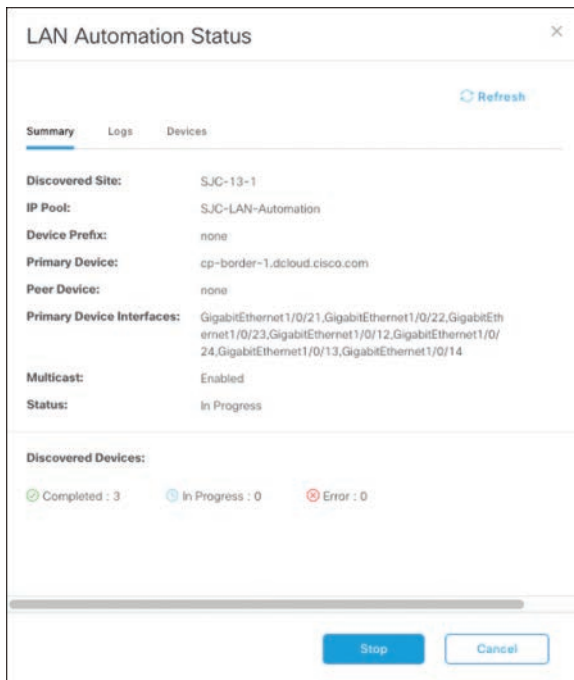 LAN Automation Status
Refresh
Summary Logs Devices
Discovered Site: SJC-13-1
IP Pool: SJC-LAN-Automation
Device Prefix: none
Primary Device: cp-border-1.dcloud.cisco.com
Peer Device: none
Primary Device Interfaces: GigabitEthernet1/0/21,GigabitEthernet1/0/22,GigabitEth
ernet1/0/23,GigabitEthernet1/0/12,GigabitEthernet1/0/
24,GigabitEthernet1/0/13,GigabitEthernet1/0/14
Multicast: Enabled
Status: In Progress
Discovered Devices:
Completed : 3 In Progress : 0 Error : 0
Stop Cancel